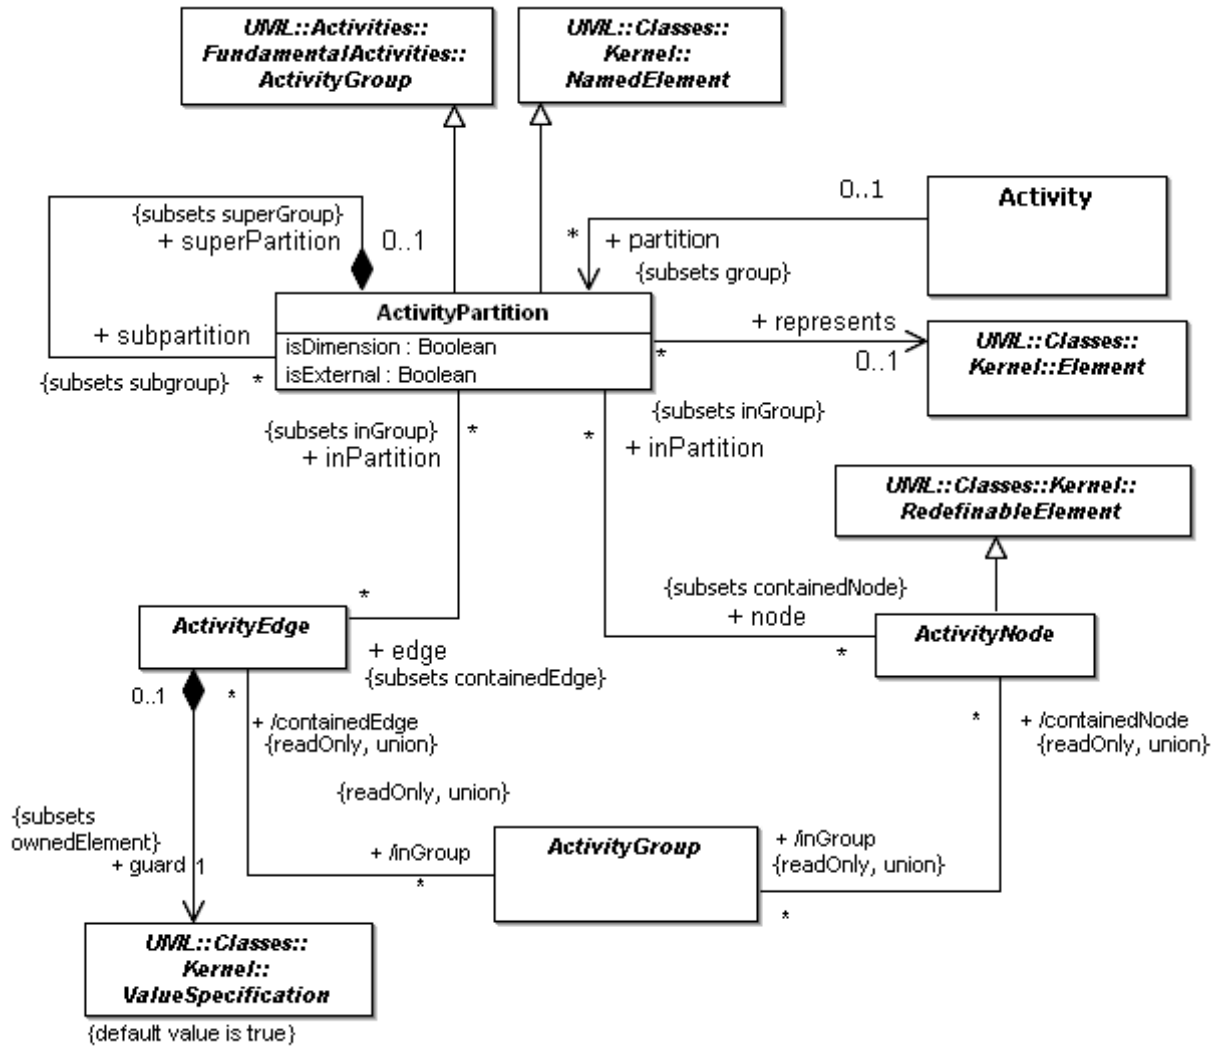 UML::Activities::
FundamentalActivities::
ActivityGroup
UML::Classes::
Kernel::
NamedElement
{subsets superGroup}
+ superPartition
0..1
0..1
Activity
*
+ partition
{subsets group}
ActivityPartition
isDimension : Boolean
isExternal : Boolean
+ subpartition
{subsets subgroup}
*
+ represents
*
0..1
UML::Classes::
Kernel::Element
{subsets inGroup}
*
+ inPartition
{subsets inGroup}
*
+ inPartition
UML::Classes::Kernel::
RedefinableElement
{subsets containedNode}
+ node
*
ActivityNode
*
ActivityEdge
+ edge
{subsets containedEdge}
0..1
*
+ /containedEdge
{readOnly, union}
*
+ /containedNode
{readOnly, union}
{readOnly, union}
{subsets
ownedElement}
+ guard
1
+ /inGroup
*
ActivityGroup
+ /inGroup
{readOnly, union}
*
UML::Classes::
Kernel::
ValueSpecification
{default value is true}